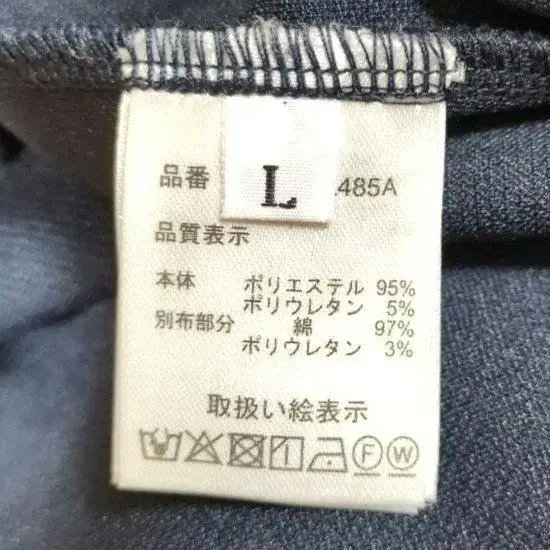 品番 L 485A
品質表示
本体 ポリエステル 95%
ポリウレタン 5%
別布部分 綿 97%
ポリウレタン 3%
取扱い絵表示
F W